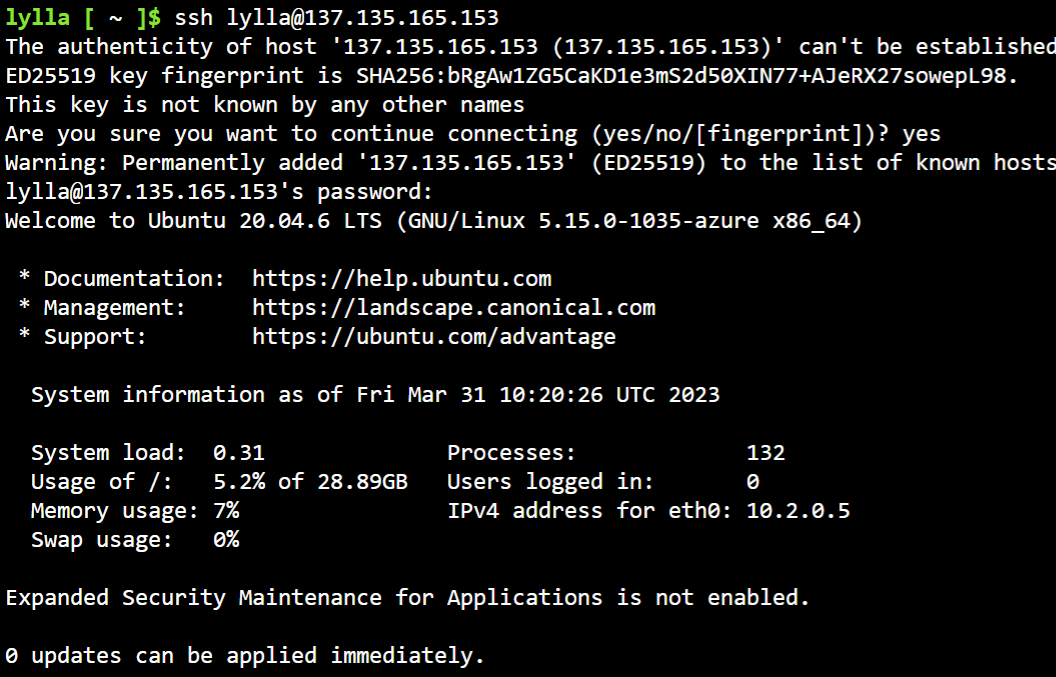 lylla [ ~ ]$ ssh lylla@137.135.165.153
The authenticity of host '137.135.165.153 (137.135.165.153)' can't be established
ED25519 key fingerprint is SHA256:bRgAw1ZG5CaKD1e3mS2d50XIN77+AJeRX27sowepL98.
This key is not known by any other names
Are you sure you want to continue connecting (yes/no/[fingerprint])? yes
Warning: Permanently added '137.135.165.153' (ED25519) to the list of known hosts
lylla@137.135.165.153's password:
Welcome to Ubuntu 20.04.6 LTS (GNU/Linux 5.15.0-1035-azure x86_64)
* Documentation:  https://help.ubuntu.com
* Management:     https://landscape.canonical.com
* Support:        https://ubuntu.com/advantage
System information as of Fri Mar 31 10:20:26 UTC 2023
System load:  0.31              Processes:             132
Usage of /:   5.2% of 28.89GB   Users logged in:       0
Memory usage: 7%                IPv4 address for eth0: 10.2.0.5
Swap usage:   0%
Expanded Security Maintenance for Applications is not enabled.
0 updates can be applied immediately.